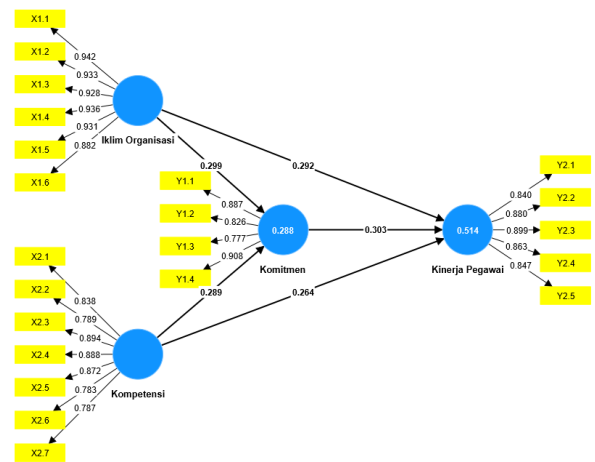 X1.1
X1.2
X1.3
X1.4
X1.5
X1.6
0.942
0.933
0.928
0.936
0.931
0.882
Iklim Organisasi
0.299
0.292
Y1.1
Y1.2
Y1.3
Y1.4
0.887
0.826
0.777
0.908
0.288
Komitmen
0.303
0.289
0.264
X2.1
X2.2
X2.3
X2.4
X2.5
X2.6
X2.7
0.838
0.789
0.894
0.888
0.872
0.783
0.787
Kompetensi
0.514
Kinerja Pegawai
0.840
0.880
0.899
0.863
0.847
Y2.1
Y2.2
Y2.3
Y2.4
Y2.5